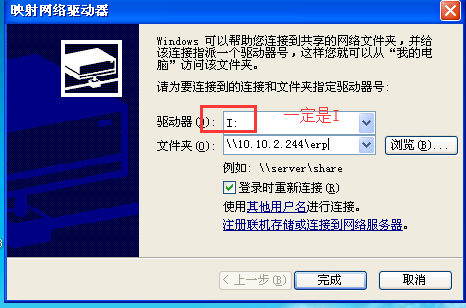 映射网络驱动器
Windows 可以帮助您连接到共享的网络文件夹,并给
该连接指派一个驱动器号,这样您就可以从“我的电
脑”访问该文件夹。
请为要连接到的连接和文件夹指定驱动器号:
驱动器(D): I: 一定是I
文件夹(O): \\10.10.2.244\erp 浏览(B)...
例如: \\server\share
登录时重新连接(R)
使用其他用户名进行连接。
注册联机存储或连接到网络服务器。
< 上一步(B) 完成 取消